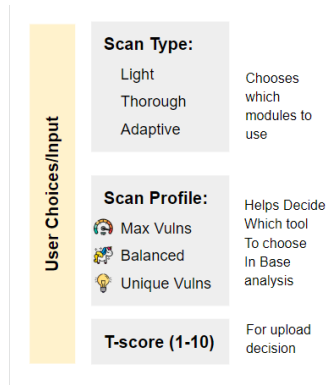 User Choices/Input
Scan Type:
Light
Thorough
Adaptive
Chooses
which
modules to
use
Scan Profile:
Max Vulns
Balanced
Unique Vulns
Helps Decide
Which tool
To choose
In Base
analysis
T-score (1-10)
For upload
decision